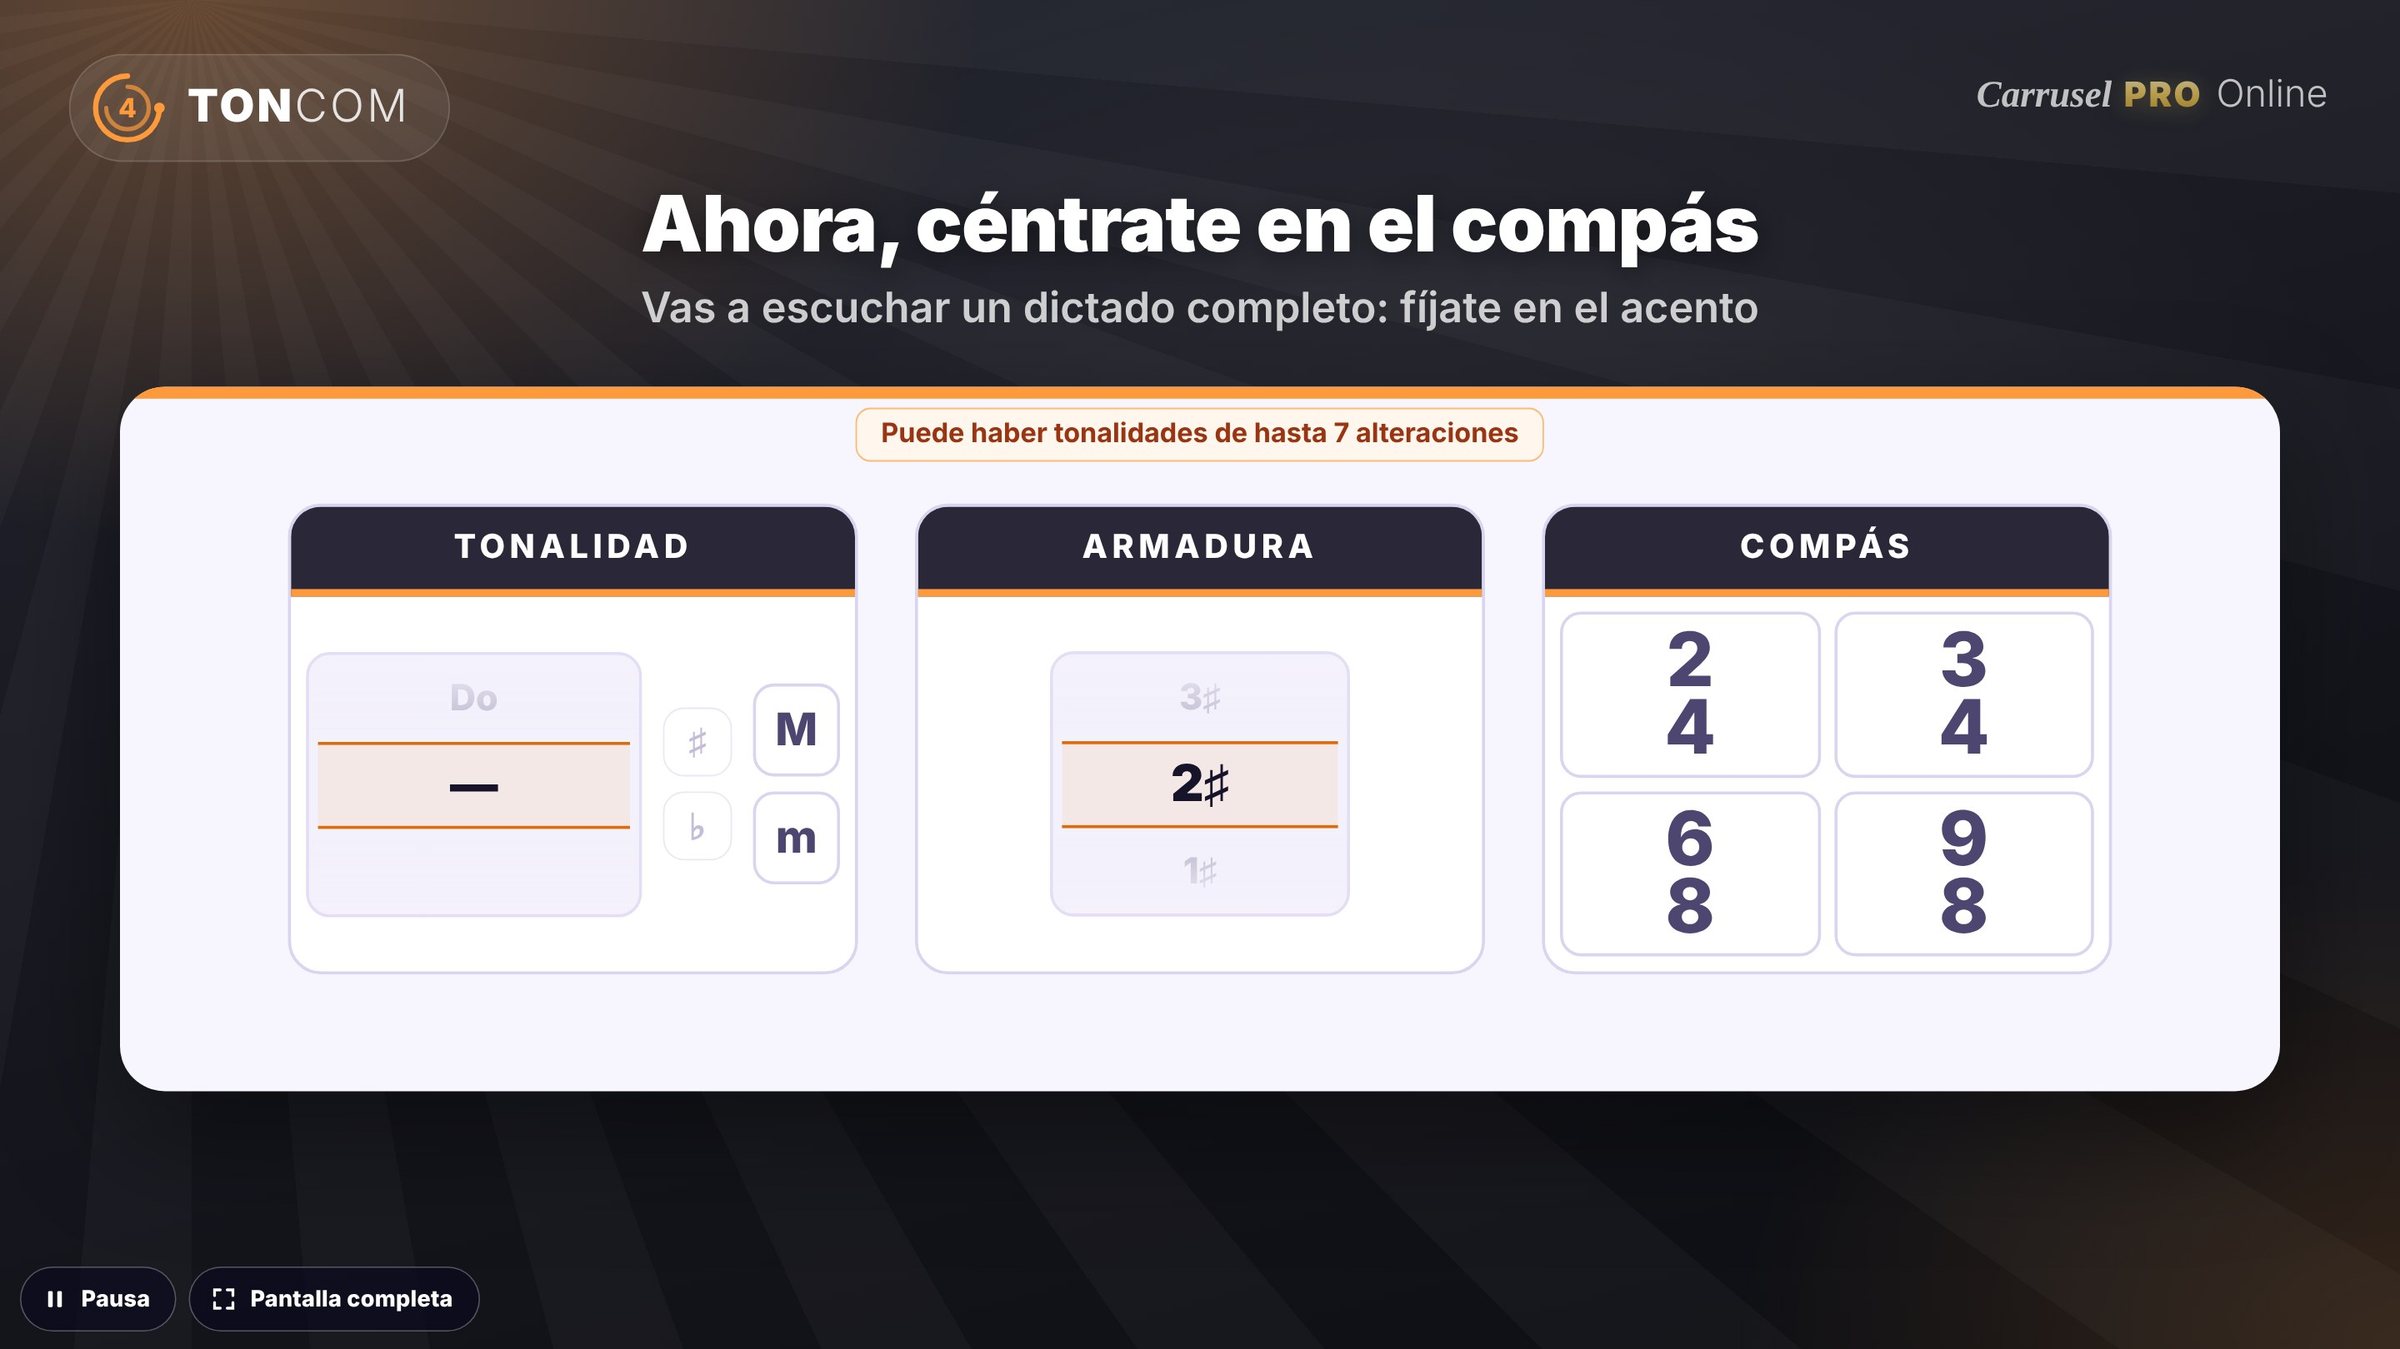 4 TONCOM
Carrusel PRO Online
Ahora, céntrate en el compás
Vas a escuchar un dictado completo: fíjate en el acento
Puede haber tonalidades de hasta 7 alteraciones
TONALIDAD
Do
—
♯
♭
M
m
ARMADURA
3♯
2♯
1♯
COMPÁS
2
4
3
4
6
8
9
8
Pausa
Pantalla completa